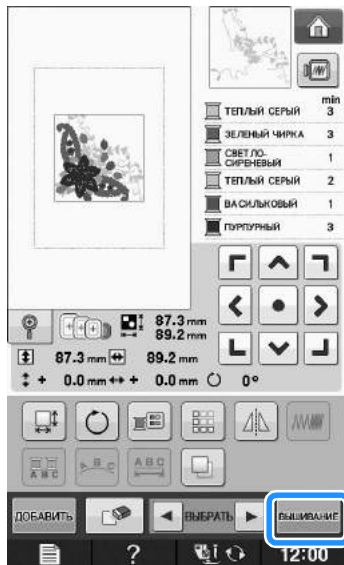 min
ТЕПЛЫЙ СЕРЫЙ 3
ЗЕЛЕНЫЙ ЧИРКА 3
СВЕТЛО-
СИРЕНЕВЫЙ 1
ТЕПЛЫЙ СЕРЫЙ 2
ВАСИЛЬКОВЫЙ 1
ПУРПУРНЫЙ 3
87.3 mm
89.2 mm
87.3 mm 89.2 mm
+ 0.0 mm + 0.0 mm 0°
A B C A B C A B C
ДОБАВИТЬ ВЫБРАТЬ ВЫШИВАНИЕ
? 12:00